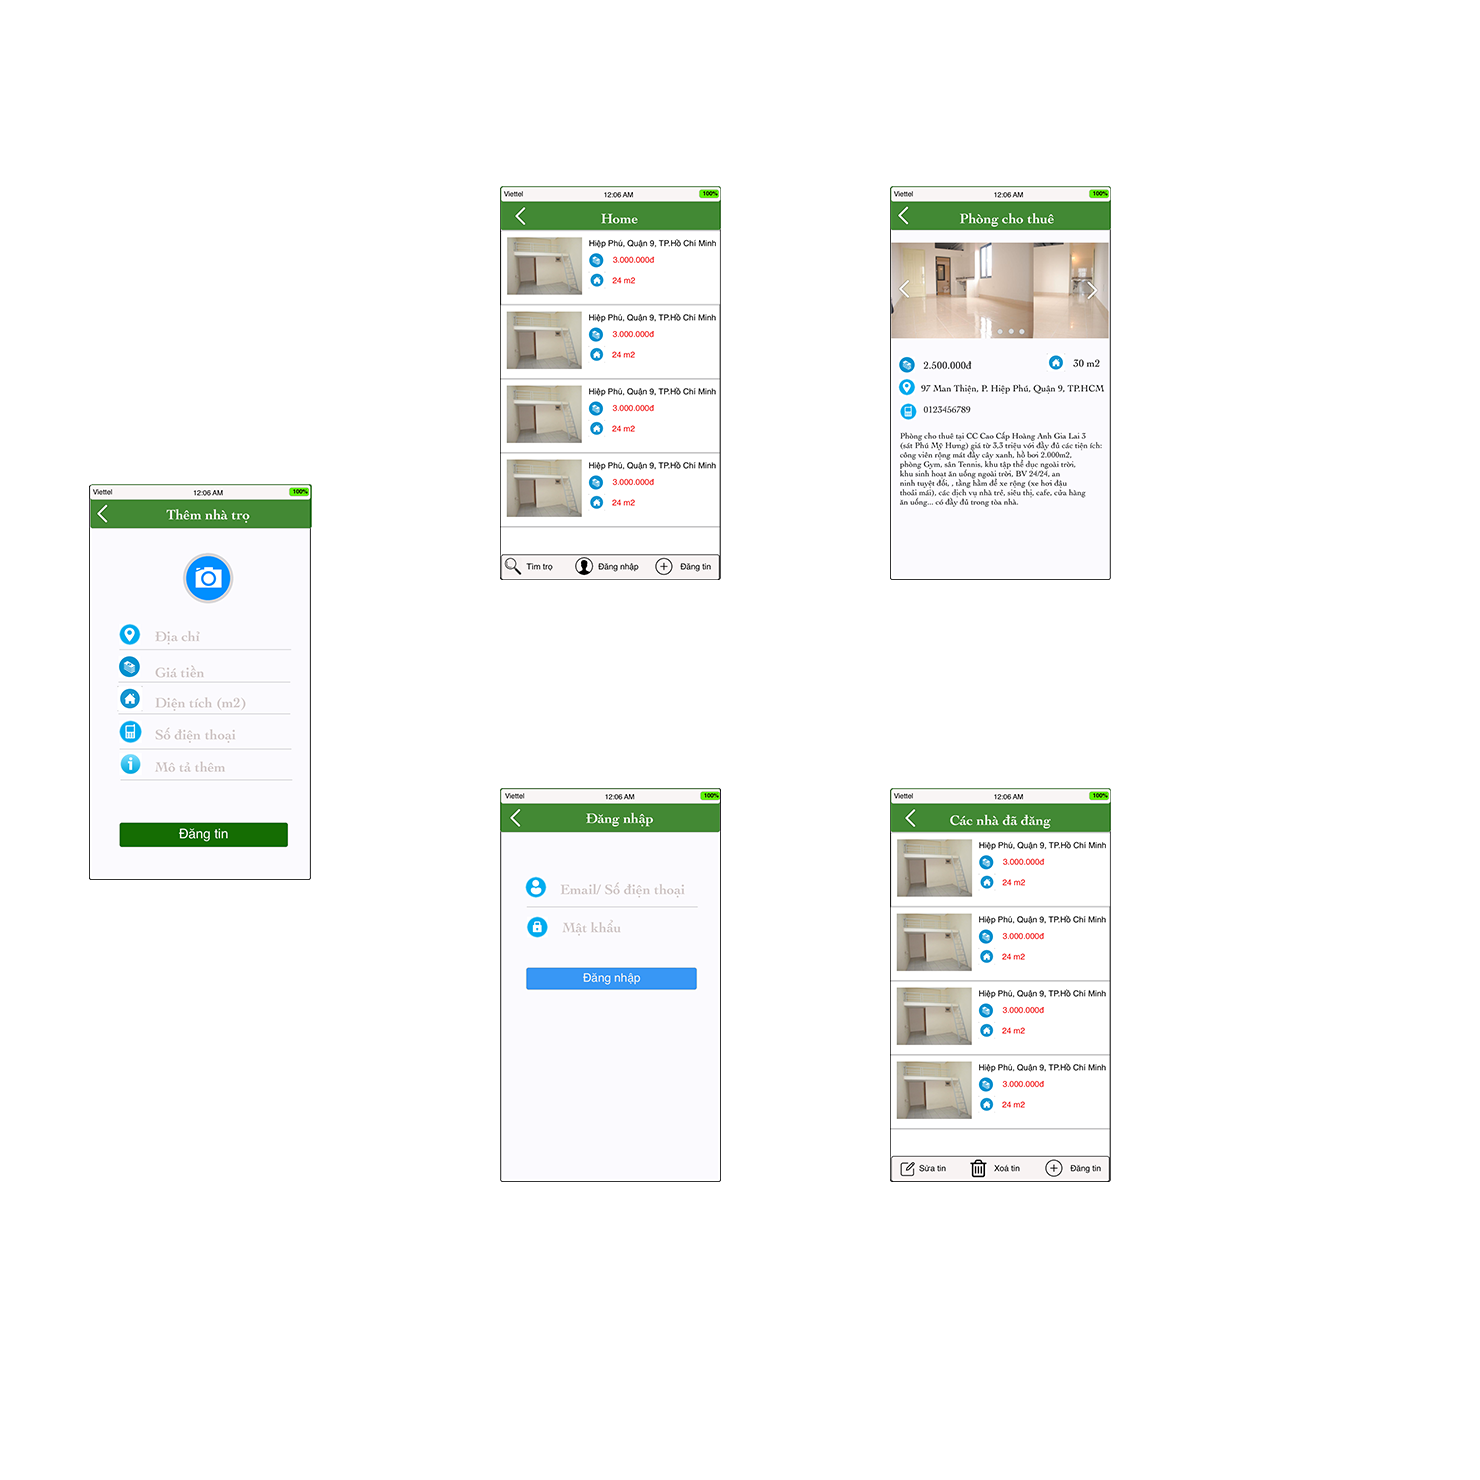 Viettel 12:06 AM 100%
Home
Hiệp Phú, Quận 9, TP.Hồ Chí Minh
3.000.000đ
24 m2
Hiệp Phú, Quận 9, TP.Hồ Chí Minh
3.000.000đ
24 m2
Hiệp Phú, Quận 9, TP.Hồ Chí Minh
3.000.000đ
24 m2
Hiệp Phú, Quận 9, TP.Hồ Chí Minh
3.000.000đ
24 m2
Tìm trọ Đăng nhập Đăng tin
Viettel 12:06 AM 100%
Phòng cho thuê
2.500.000đ 30 m2
97 Man Thiện, P. Hiệp Phú, Quận 9, TP.HCM
0123456789
Phòng cho thuê tại CC Cao Cấp Hoàng Anh Gia Lai 3
(sát Phú Mỹ Hưng) giá từ 3,3 triệu với đầy đủ các tiện ích:
công viên rộng mát đầy cây xanh, hồ bơi 2.000m2,
phòng Gym, sân Tennis, khu tập thể dục ngoài trời,
khu sinh hoạt ăn uống ngoài trời, BV 24/24, an
ninh tuyệt đối, , tầng hầm để xe rộng (xe hơi đậu
thoải mái), các dịch vụ nhà trẻ, siêu thị, cafe, cửa hàng
ăn uống... có đầy đủ trong tòa nhà.
Viettel 12:06 AM 100%
Thêm nhà trọ
Địa chỉ
Giá tiền
Diện tích (m2)
Số điện thoại
Mô tả thêm
Đăng tin
Viettel 12:06 AM 100%
Đăng nhập
Email/ Số điện thoại
Mật khẩu
Đăng nhập
Viettel 12:06 AM 100%
Các nhà đã đăng
Hiệp Phú, Quận 9, TP.Hồ Chí Minh
3.000.000đ
24 m2
Hiệp Phú, Quận 9, TP.Hồ Chí Minh
3.000.000đ
24 m2
Hiệp Phú, Quận 9, TP.Hồ Chí Minh
3.000.000đ
24 m2
Hiệp Phú, Quận 9, TP.Hồ Chí Minh
3.000.000đ
24 m2
Sửa tin Xoá tin Đăng tin